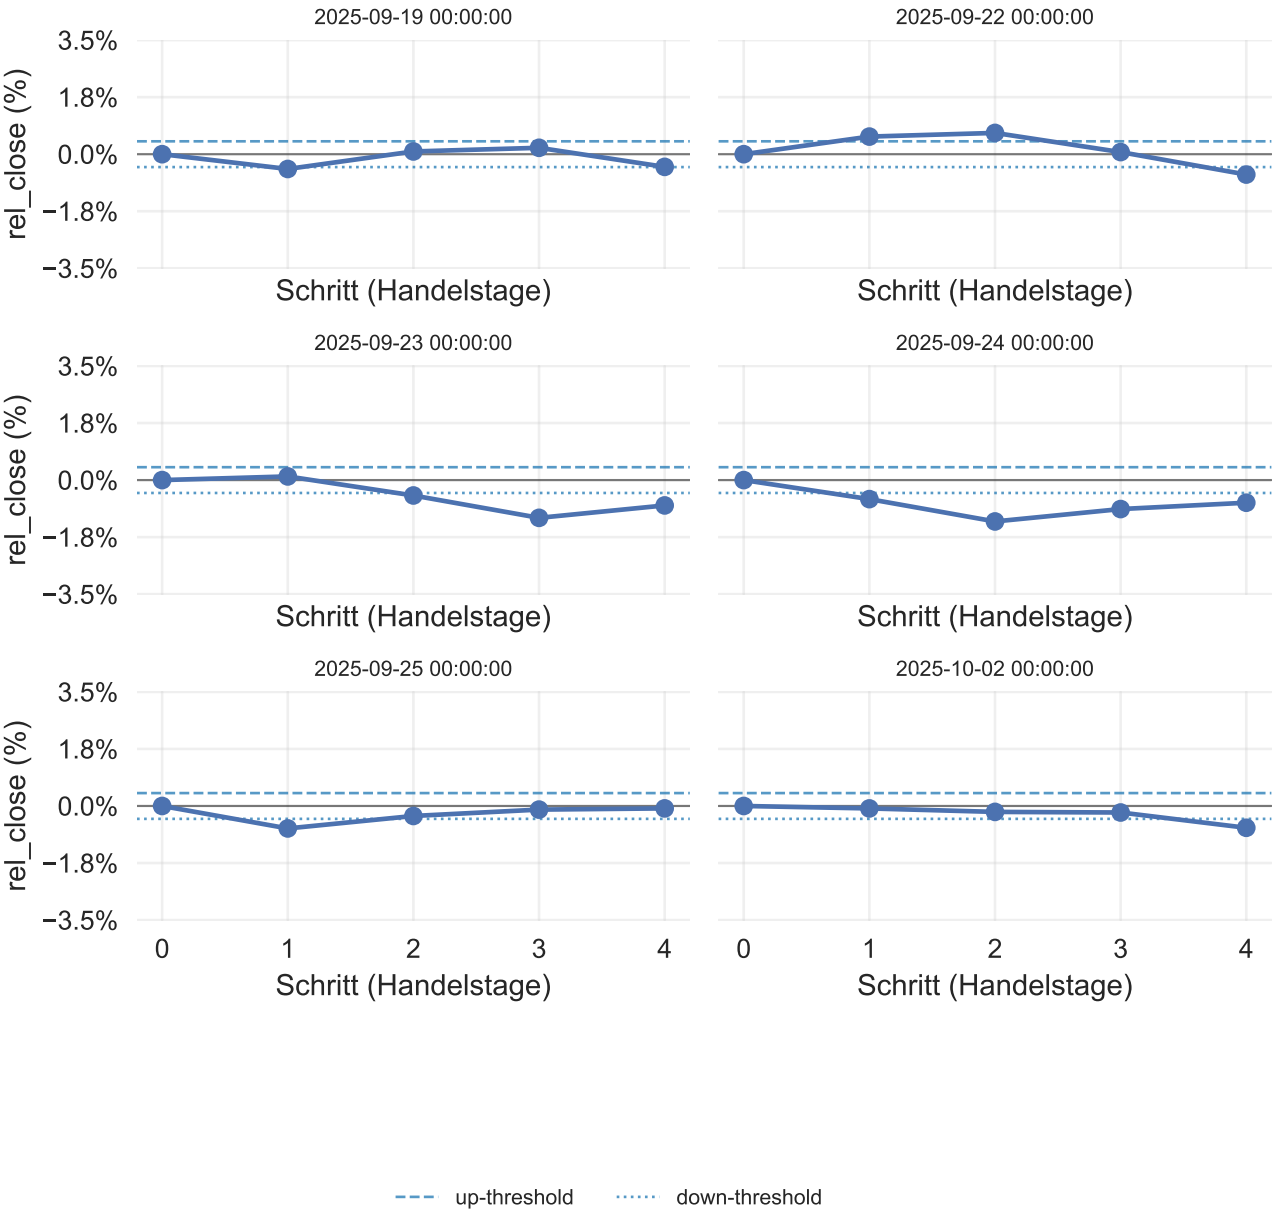 2025-09-19 00:00:00
2025-09-22 00:00:00
3.5%
1.8%
0.0%
−1.8%
−3.5%
rel_close (%)
Schritt (Handelstage)
Schritt (Handelstage)
2025-09-23 00:00:00
2025-09-24 00:00:00
3.5%
1.8%
0.0%
−1.8%
−3.5%
rel_close (%)
Schritt (Handelstage)
Schritt (Handelstage)
2025-09-25 00:00:00
2025-10-02 00:00:00
3.5%
1.8%
0.0%
−1.8%
−3.5%
rel_close (%)
0 1 2 3 4
0 1 2 3 4
Schritt (Handelstage)
Schritt (Handelstage)
up-threshold
down-threshold